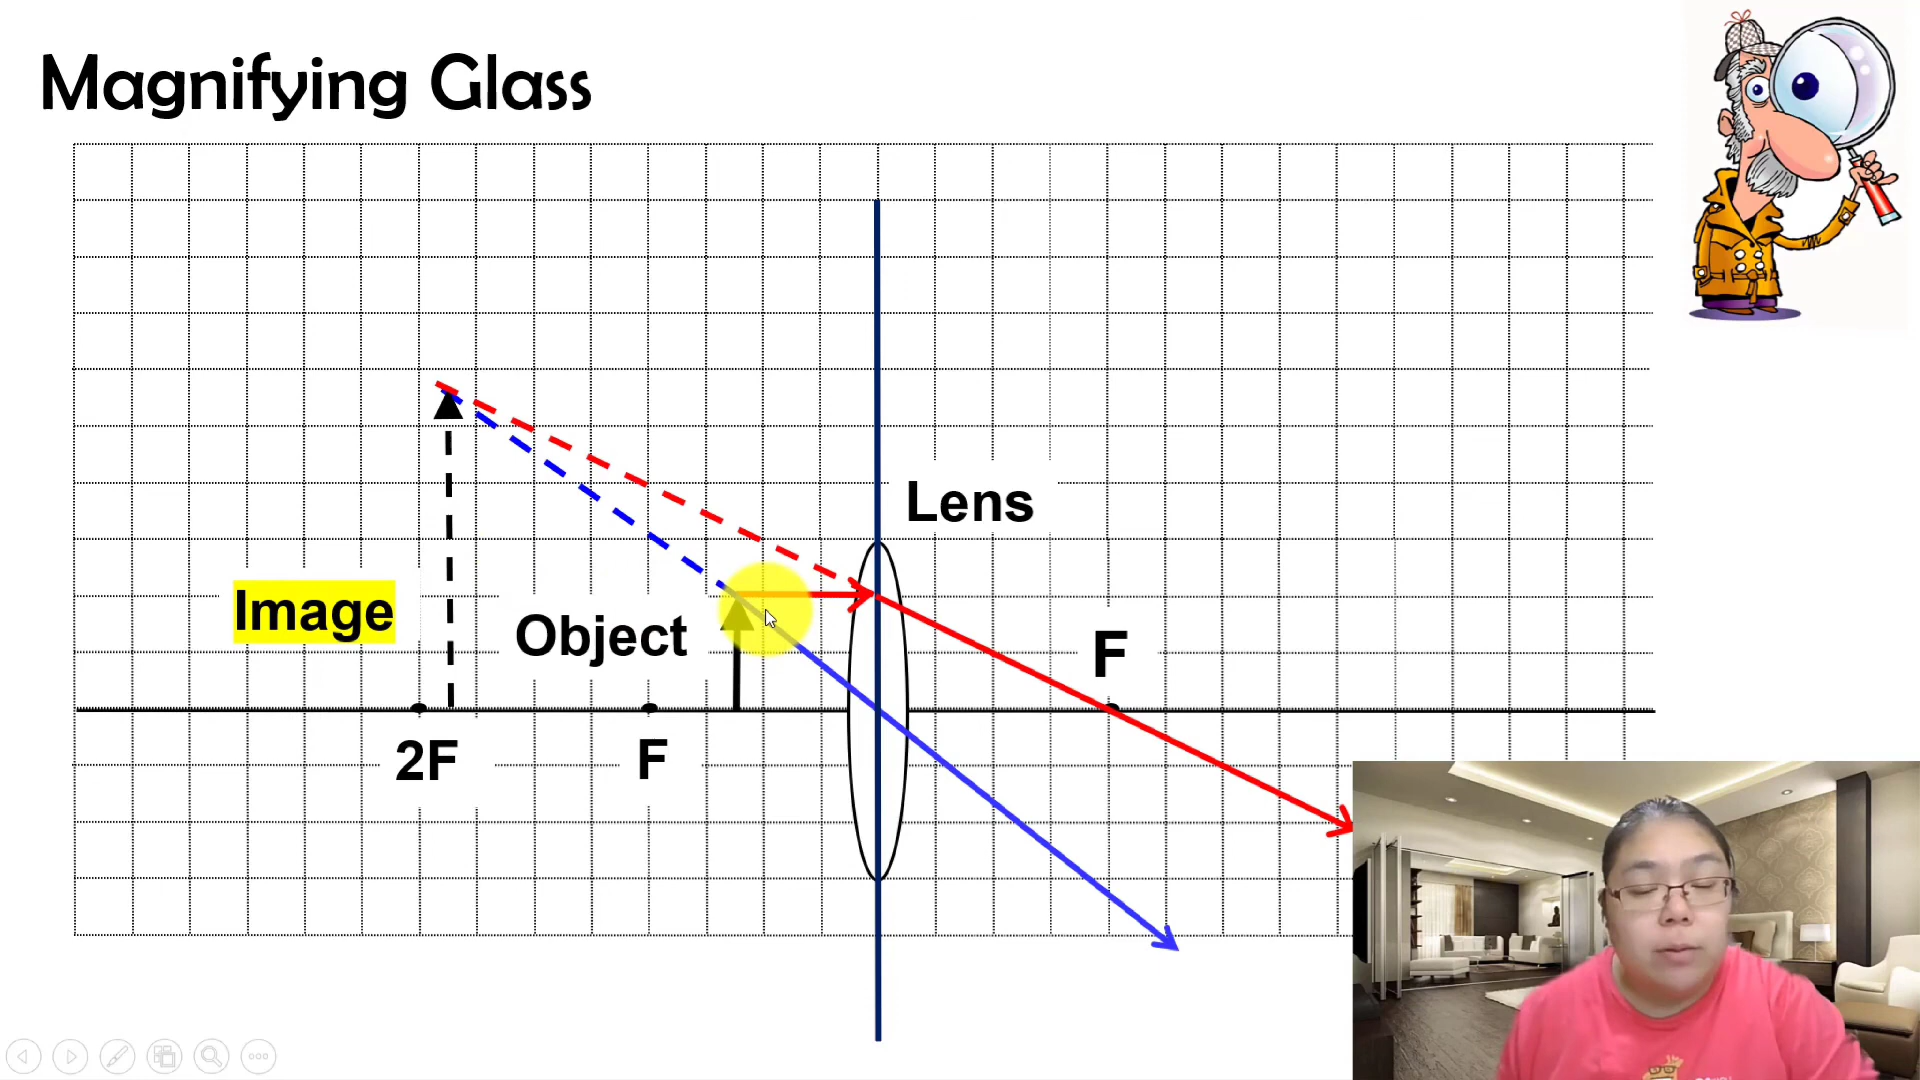 Magnifying Glass
Lens
Image
Object
F
2F
F